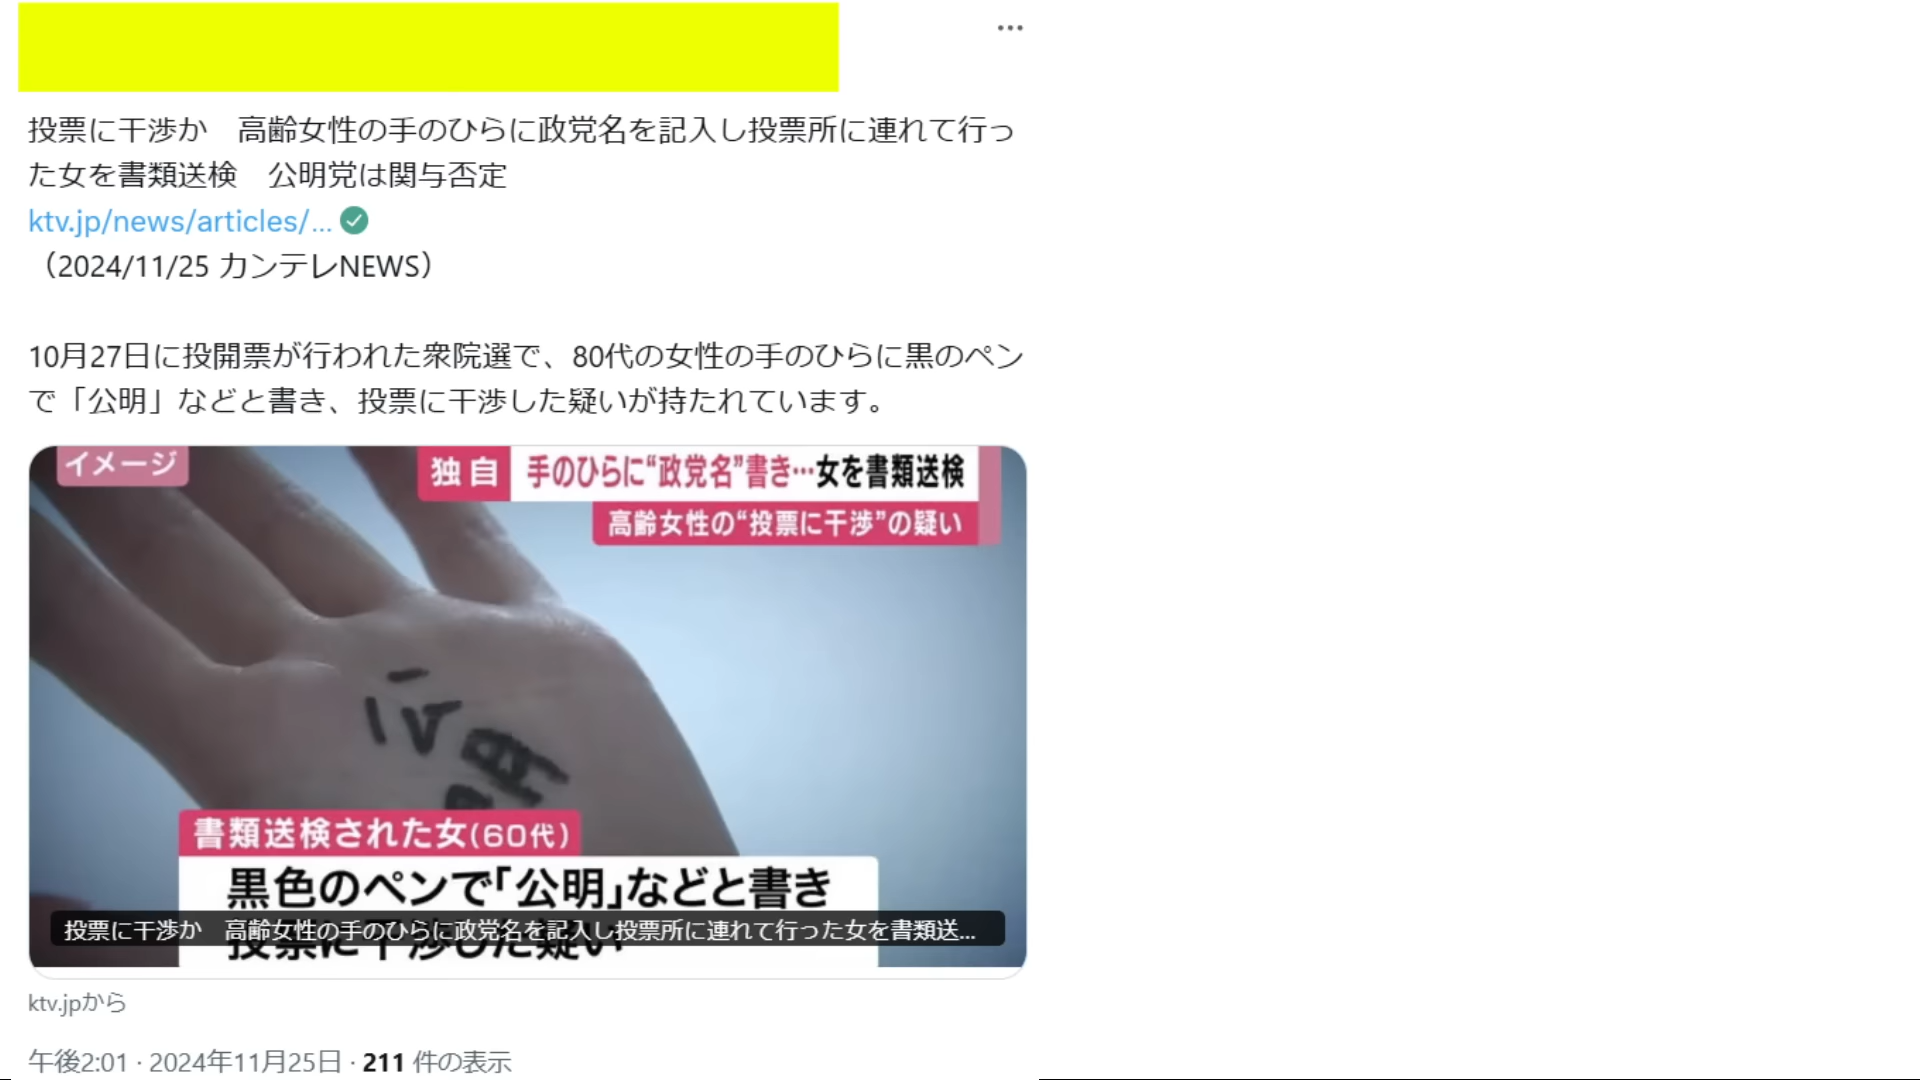 投票に干渉か　高齢女性の手のひらに政党名を記入し投票所に連れて行っ
た女を書類送検　公明党は関与否定
ktv.jp/news/articles/…
（2024/11/25 カンテレNEWS）
10月27日に投開票が行われた衆院選で、80代の女性の手のひらに黒のペン
で「公明」などと書き、投票に干渉した疑いが持たれています。
イメージ
独自 手のひらに“政党名”書き…女を書類送検
高齢女性の“投票に干渉”の疑い
公明
書類送検された女(60代)
黒色のペンで「公明」などと書き
投票に干渉した疑い
投票に干渉か　高齢女性の手のひらに政党名を記入し投票所に連れて行った女を書類送...
ktv.jpから
午後2:01 · 2024年11月25日 · 211 件の表示